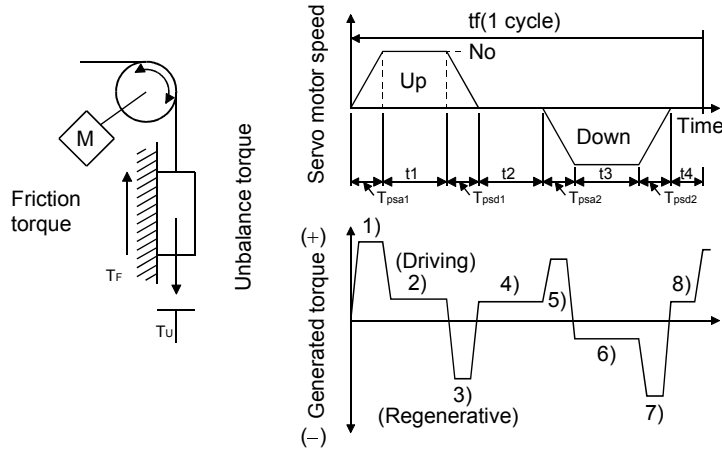 tf(1 cycle)
No
Up
Down
Time
Servo motor speed
t1
t2
t3
t4
Tpsa1
Tpsd1
Tpsa2
Tpsd2
M
Friction
torque
TF
TU
Unbalance torque
(+)
(–)
Generated torque
1)
(Driving)
2)
3)
(Regenerative)
4)
5)
6)
7)
8)